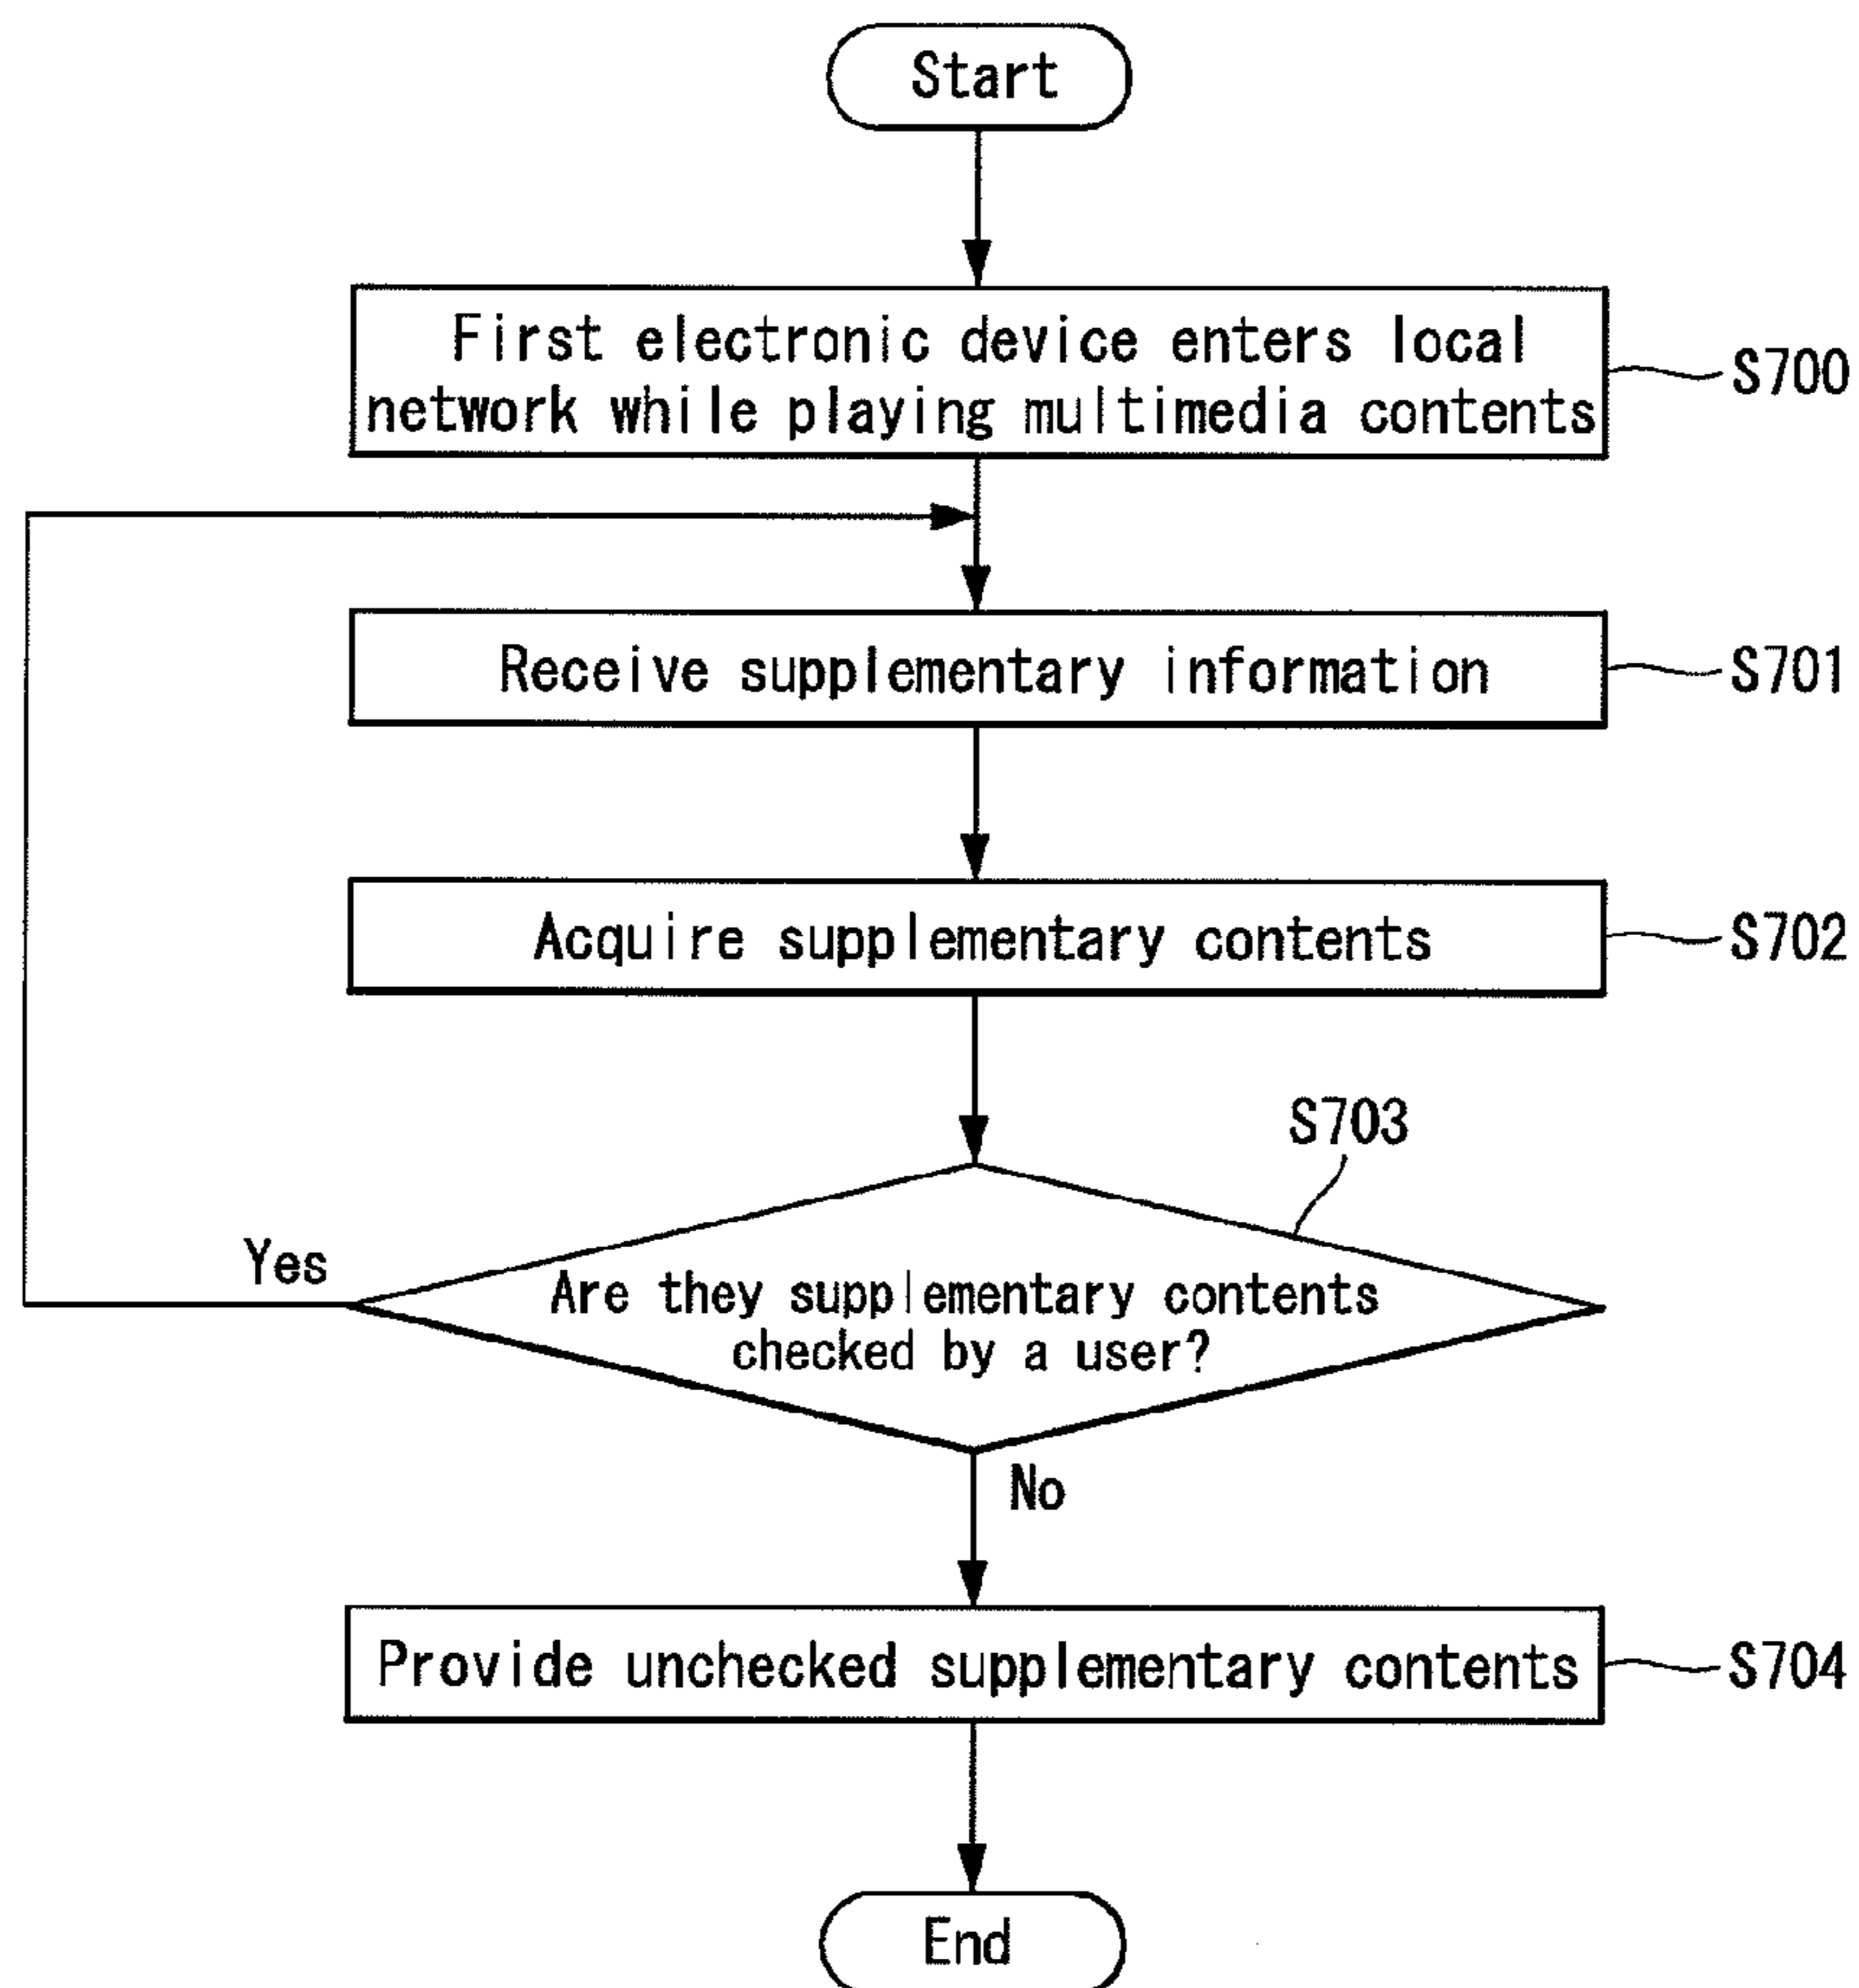 Start
First electronic device enters local
network while playing multimedia contents
S700
Receive supplementary information
S701
Acquire supplementary contents
S702
S703
Yes
Are they supplementary contents
checked by a user?
No
Provide unchecked supplementary contents
S704
End